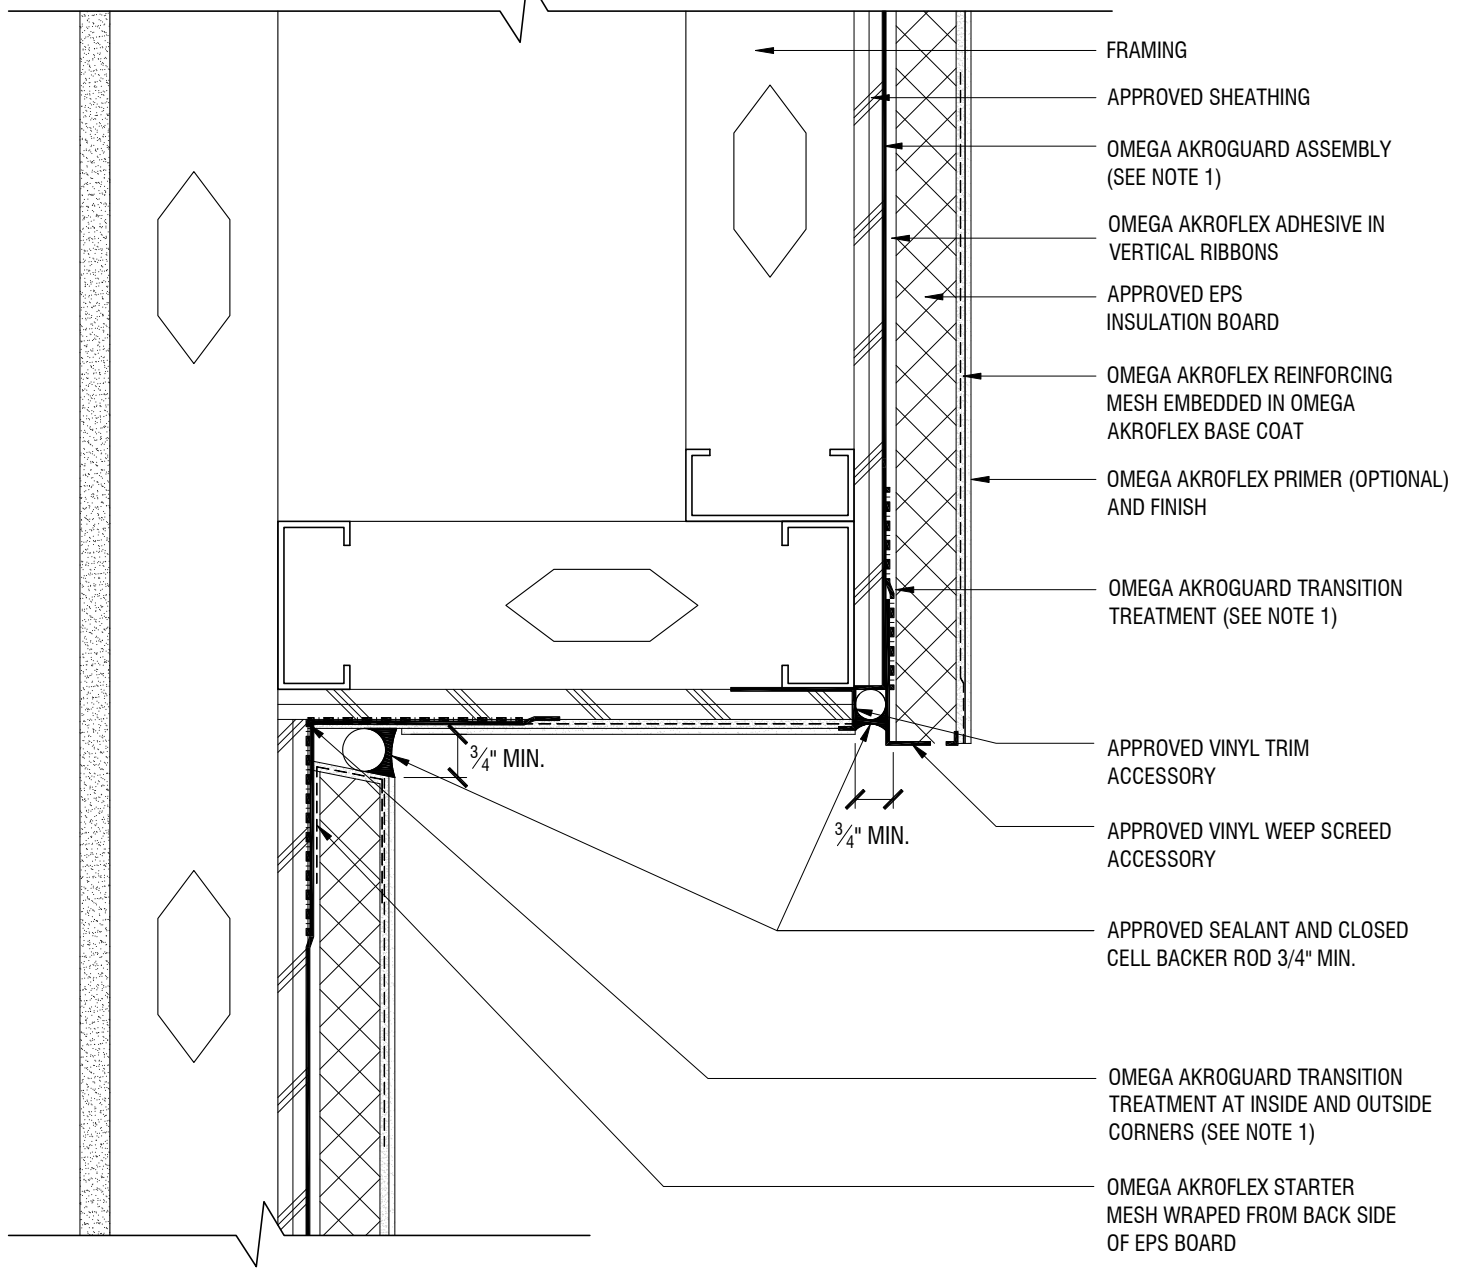 FRAMING
APPROVED SHEATHING
OMEGA AKROGUARD ASSEMBLY
(SEE NOTE 1)
OMEGA AKROFLEX ADHESIVE IN
VERTICAL RIBBONS
APPROVED EPS
INSULATION BOARD
OMEGA AKROFLEX REINFORCING
MESH EMBEDDED IN OMEGA
AKROFLEX BASE COAT
OMEGA AKROFLEX PRIMER (OPTIONAL)
AND FINISH
OMEGA AKROGUARD TRANSITION
TREATMENT (SEE NOTE 1)
3/4" MIN.
APPROVED VINYL TRIM
ACCESSORY
3/4" MIN.
APPROVED VINYL WEEP SCREED
ACCESSORY
APPROVED SEALANT AND CLOSED
CELL BACKER ROD 3/4" MIN.
OMEGA AKROGUARD TRANSITION
TREATMENT AT INSIDE AND OUTSIDE
CORNERS (SEE NOTE 1)
OMEGA AKROFLEX STARTER
MESH WRAPED FROM BACK SIDE
OF EPS BOARD